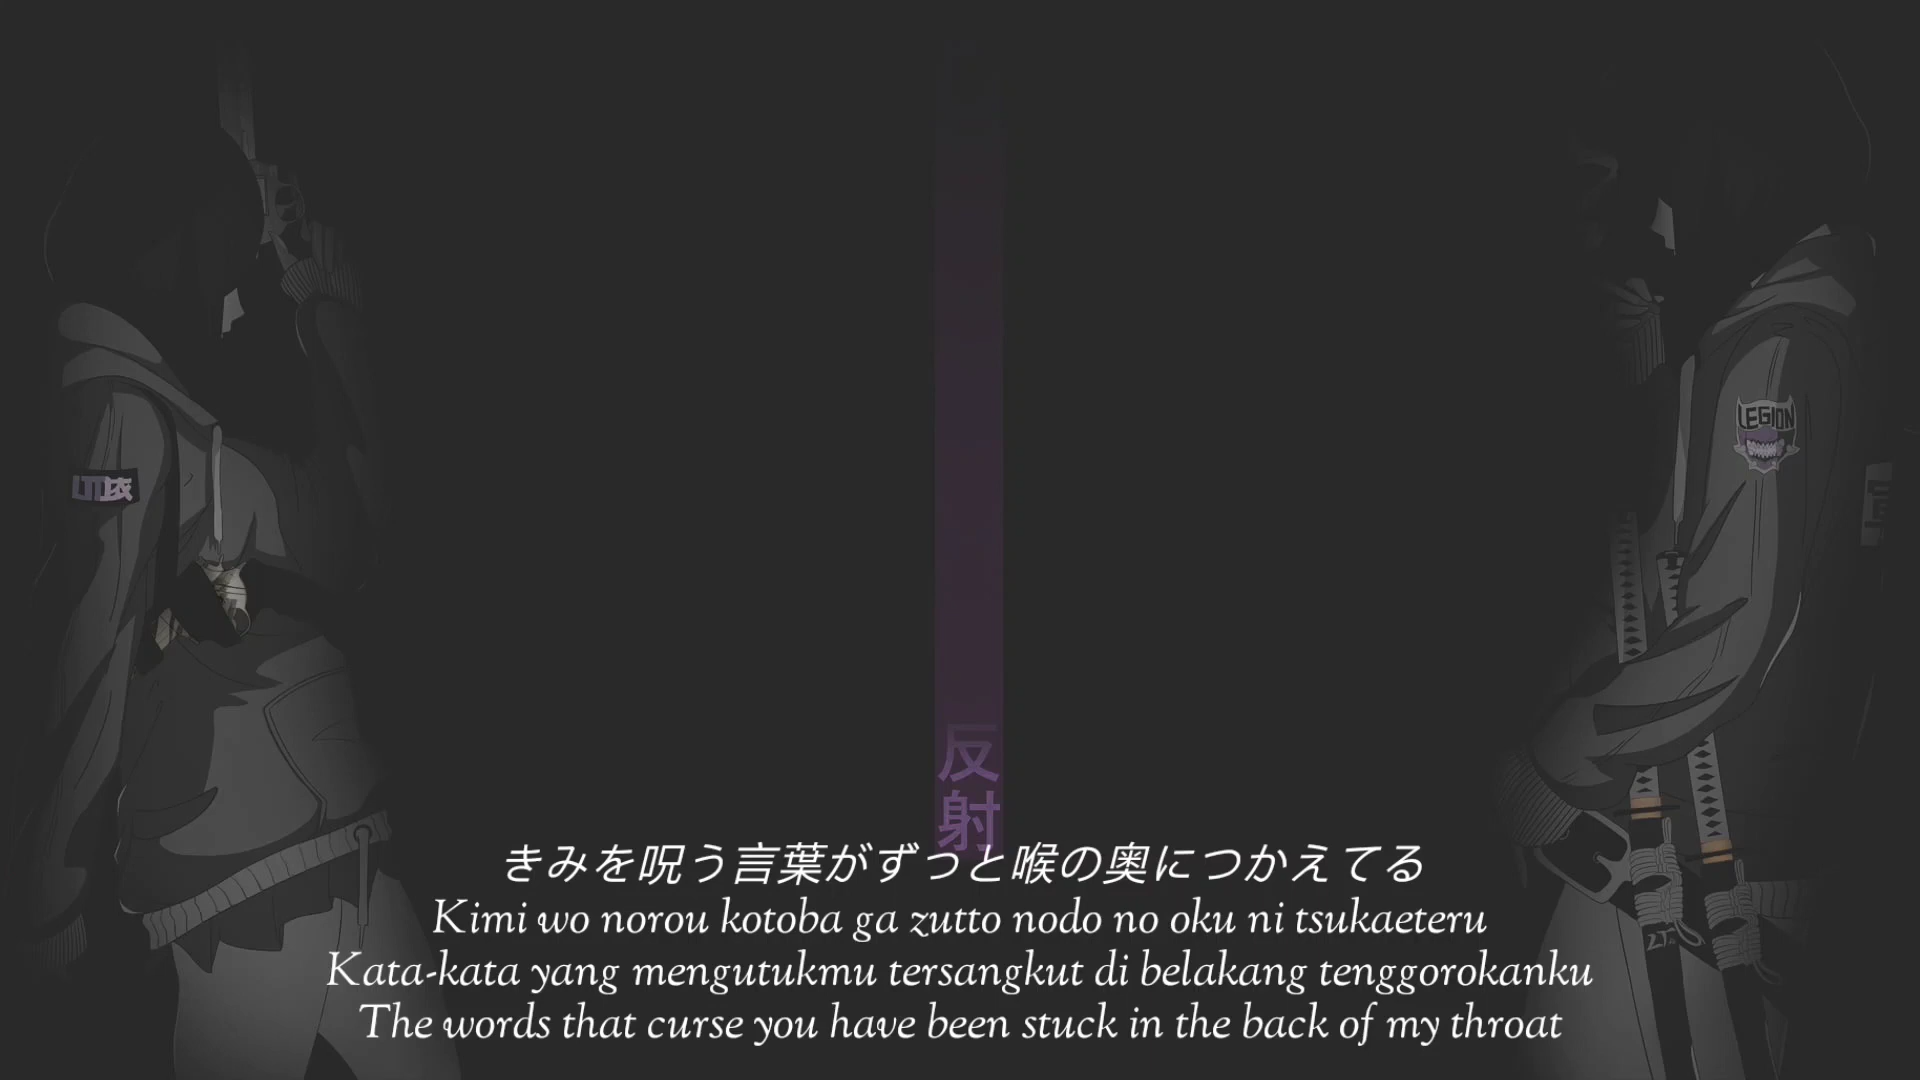 LEGION
反
射
きみを呪う言葉がずっと喉の奥につかえてる
Kimi wo norou kotoba ga zutto nodo no oku ni tsukaeteru
Kata-kata yang mengutukmu tersangkut di belakang tenggorokanku
The words that curse you have been stuck in the back of my throat